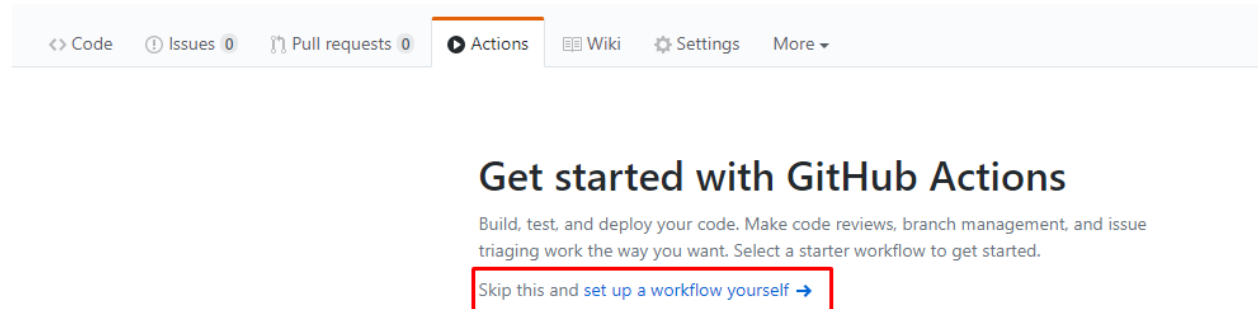 <> Code Issues 0 Pull requests 0 Actions Wiki Settings More
Get started with GitHub Actions
Build, test, and deploy your code. Make code reviews, branch management, and issue
triaging work the way you want. Select a starter workflow to get started.
Skip this and set up a workflow yourself →